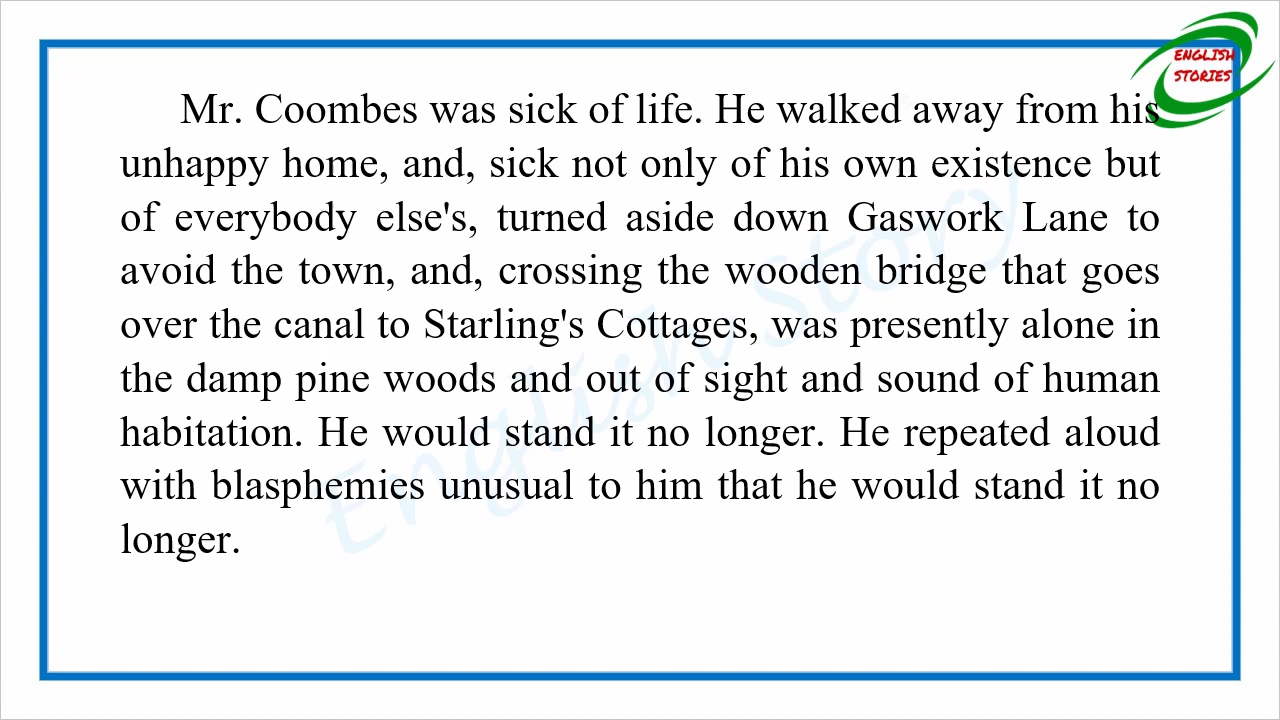 ENGLISH
STORIES
Mr. Coombes was sick of life. He walked away from his
unhappy home, and, sick not only of his own existence but
of everybody else's, turned aside down Gaswork Lane to
avoid the town, and, crossing the wooden bridge that goes
over the canal to Starling's Cottages, was presently alone in
the damp pine woods and out of sight and sound of human
habitation. He would stand it no longer. He repeated aloud
with blasphemies unusual to him that he would stand it no
longer.
English Story